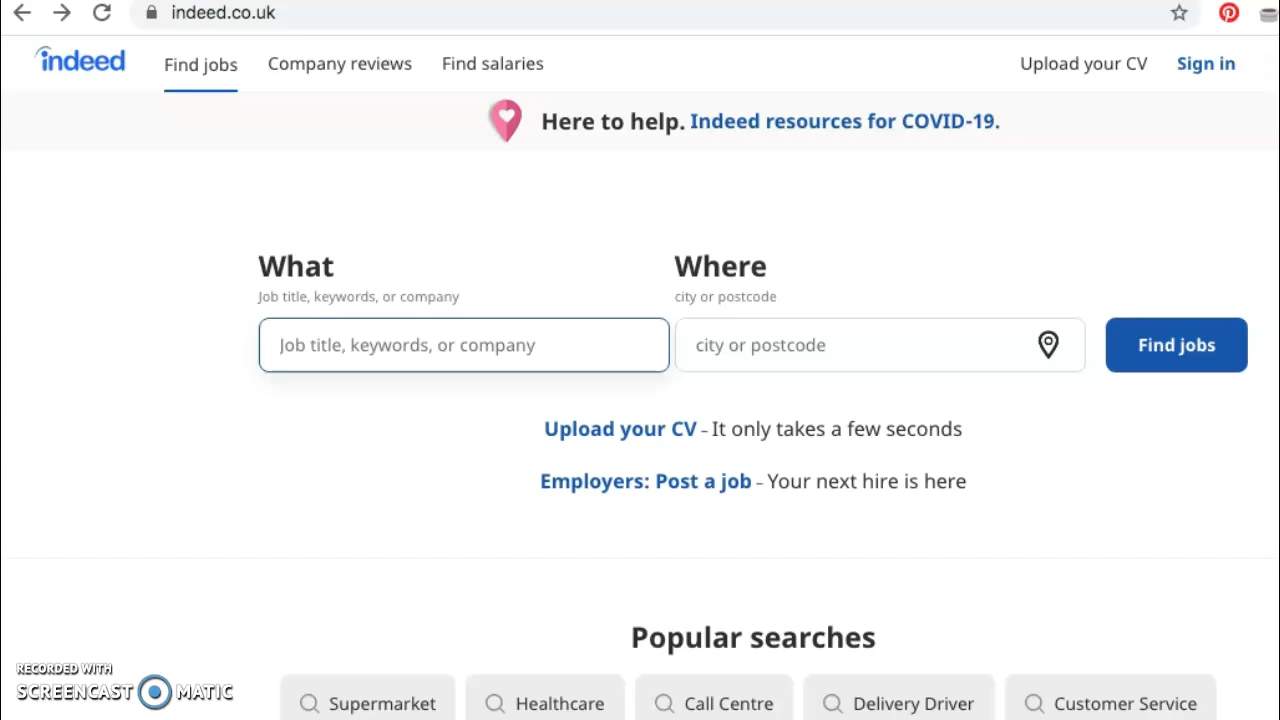 indeed.co.uk
indeed
Find jobs
Company reviews
Find salaries
Upload your CV
Sign in
Here to help. Indeed resources for COVID-19.
What
Where
Job title, keywords, or company
city or postcode
Job title, keywords, or company
city or postcode
Find jobs
Upload your CV – It only takes a few seconds
Employers: Post a job – Your next hire is here
Popular searches
RECORDED WITH
SCREENCAST MATIC
Supermarket
Healthcare
Call Centre
Delivery Driver
Customer Service